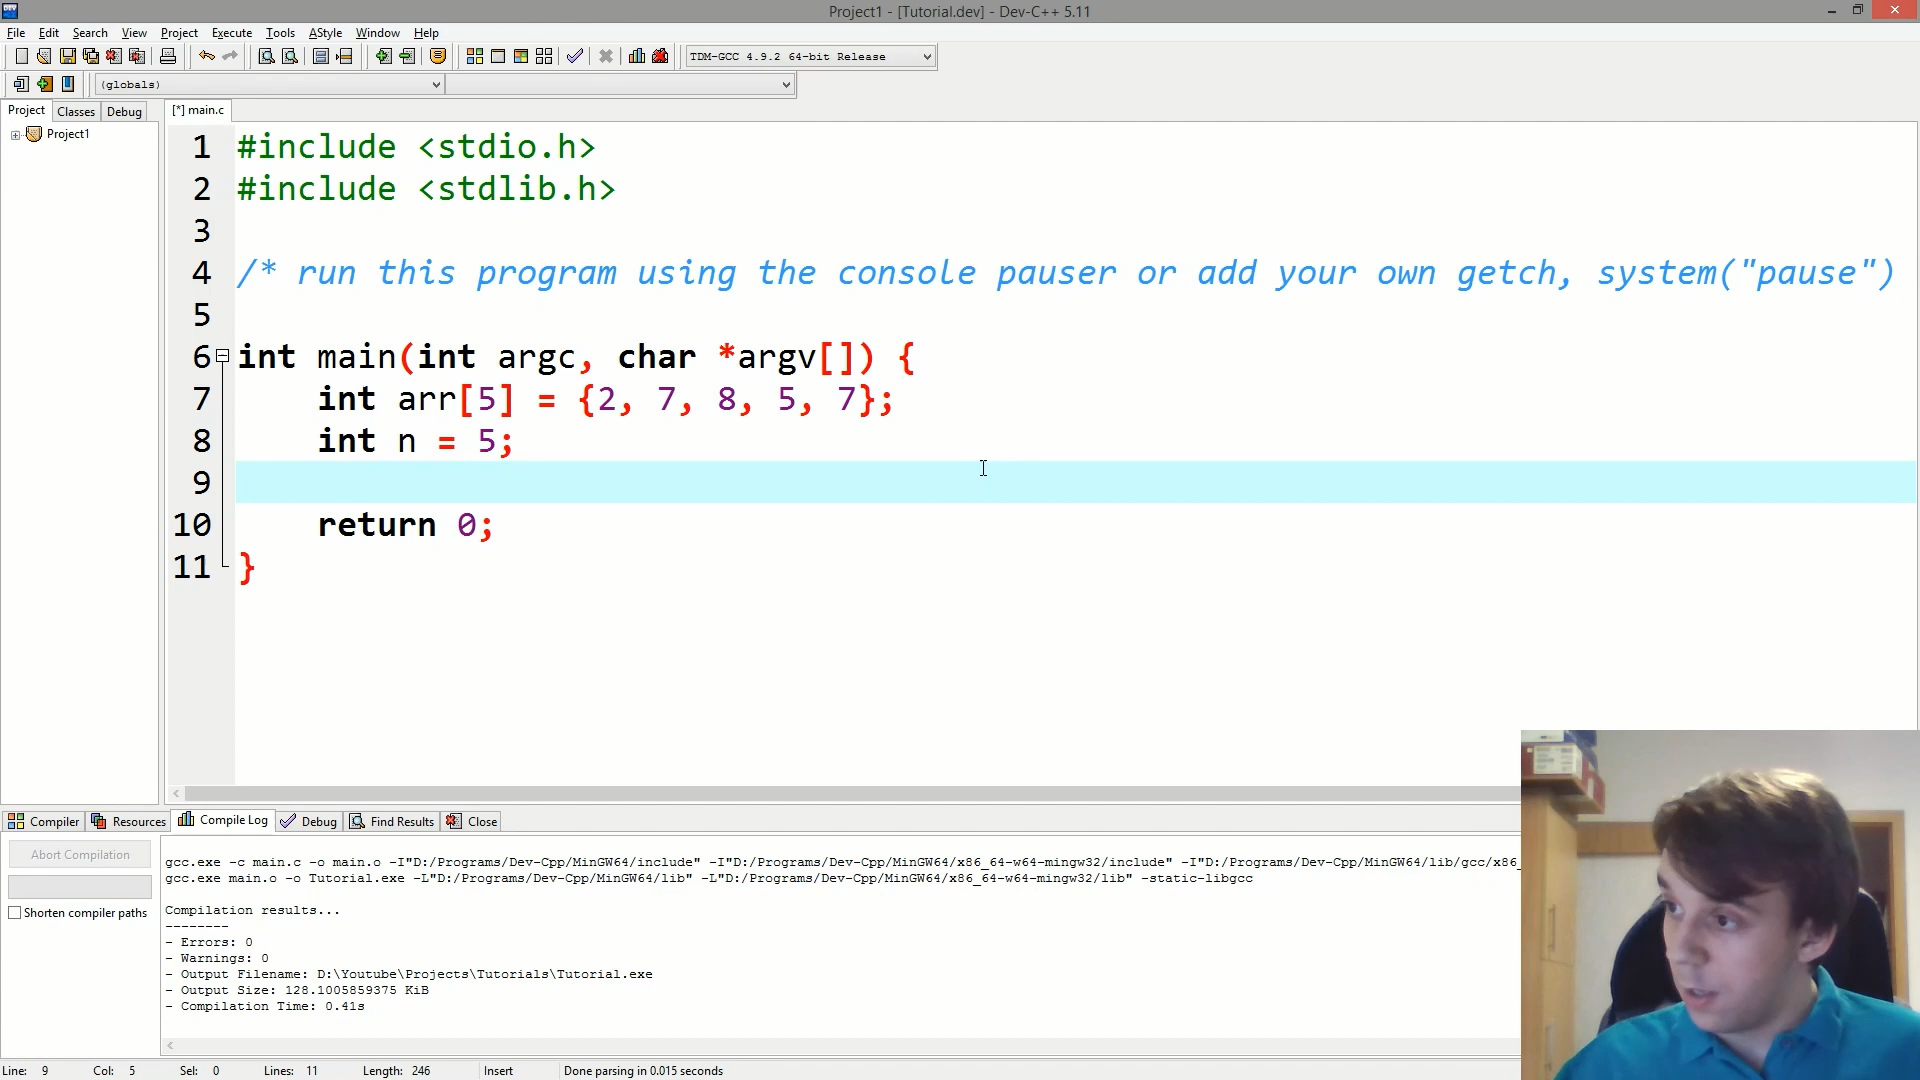 Project1 - [Tutorial.dev] - Dev-C++ 5.11
File Edit Search View Project Execute Tools AStyle Window Help
TDM-GCC 4.9.2 64-bit Release
(globals)
Project Classes Debug [*] main.c
Project1
1 #include <stdio.h>
2 #include <stdlib.h>
3
4 /* run this program using the console pauser or add your own getch, system("pause")
5
6 int main(int argc, char *argv[]) {
7 int arr[5] = {2, 7, 8, 5, 7};
8 int n = 5;
9
10 return 0;
11 }
Compiler Resources Compile Log Debug Find Results Close
Abort Compilation
Shorten compiler paths
gcc.exe -c main.c -o main.o -I"D:/Programs/Dev-Cpp/MinGW64/include" -I"D:/Programs/Dev-Cpp/MinGW64/x86_64-w64-mingw32/include" -I"D:/Programs/Dev-Cpp/MinGW64/lib/gcc/x86_
gcc.exe main.o -o Tutorial.exe -L"D:/Programs/Dev-Cpp/MinGW64/lib" -L"D:/Programs/Dev-Cpp/MinGW64/x86_64-w64-mingw32/lib" -static-libgcc
Compilation results...
--------
- Errors: 0
- Warnings: 0
- Output Filename: D:\Youtube\Projects\Tutorials\Tutorial.exe
- Output Size: 128.1005859375 KiB
- Compilation Time: 0.41s
Line: 9 Col: 5 Sel: 0 Lines: 11 Length: 246 Insert Done parsing in 0.015 seconds